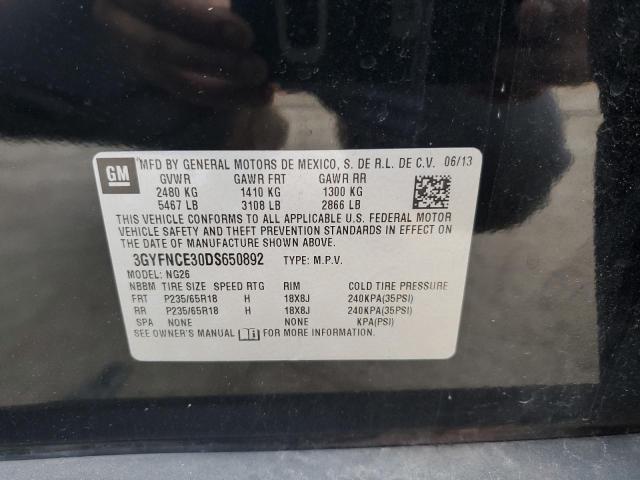 GM
MFD BY GENERAL MOTORS DE MEXICO, S. DE R.L. DE C.V. 06/13
GVWR GAWR FRT GAWR RR
2480 KG 1410 KG 1300 KG
5467 LB 3108 LB 2866 LB
THIS VEHICLE CONFORMS TO ALL APPLICABLE U.S. FEDERAL MOTOR
VEHICLE SAFETY AND THEFT PREVENTION STANDARDS IN EFFECT ON
THE DATE OF MANUFACTURE SHOWN ABOVE.
3GYFNCE30DS650892 TYPE: M.P.V.
MODEL: NG26
NBBM TIRE SIZE SPEED RTG RIM COLD TIRE PRESSURE
FRT P235/65R18 H 18X8J 240KPA(35PSI)
RR P235/65R18 H 18X8J 240KPA(35PSI)
SPA NONE NONE KPA(PSI)
SEE OWNER'S MANUAL FOR MORE INFORMATION.